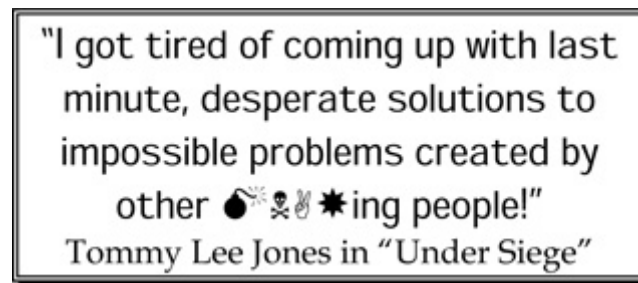 “I got tired of coming up with last
minute, desperate solutions to
impossible problems created by
other 💣☠✌✸ing people!”
Tommy Lee Jones in “Under Siege”